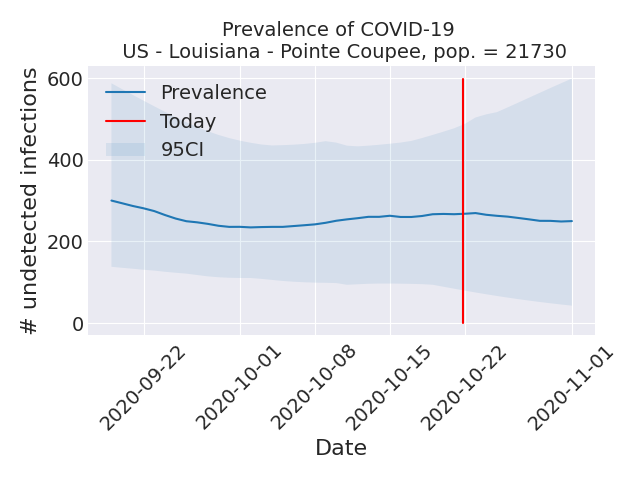 Prevalence of COVID-19
US - Louisiana - Pointe Coupee, pop. = 21730
# undetected infections
600
400
200
0
Prevalence
Today
95CI
2020-09-22
2020-10-01
2020-10-08
2020-10-15
2020-10-22
2020-11-01
Date